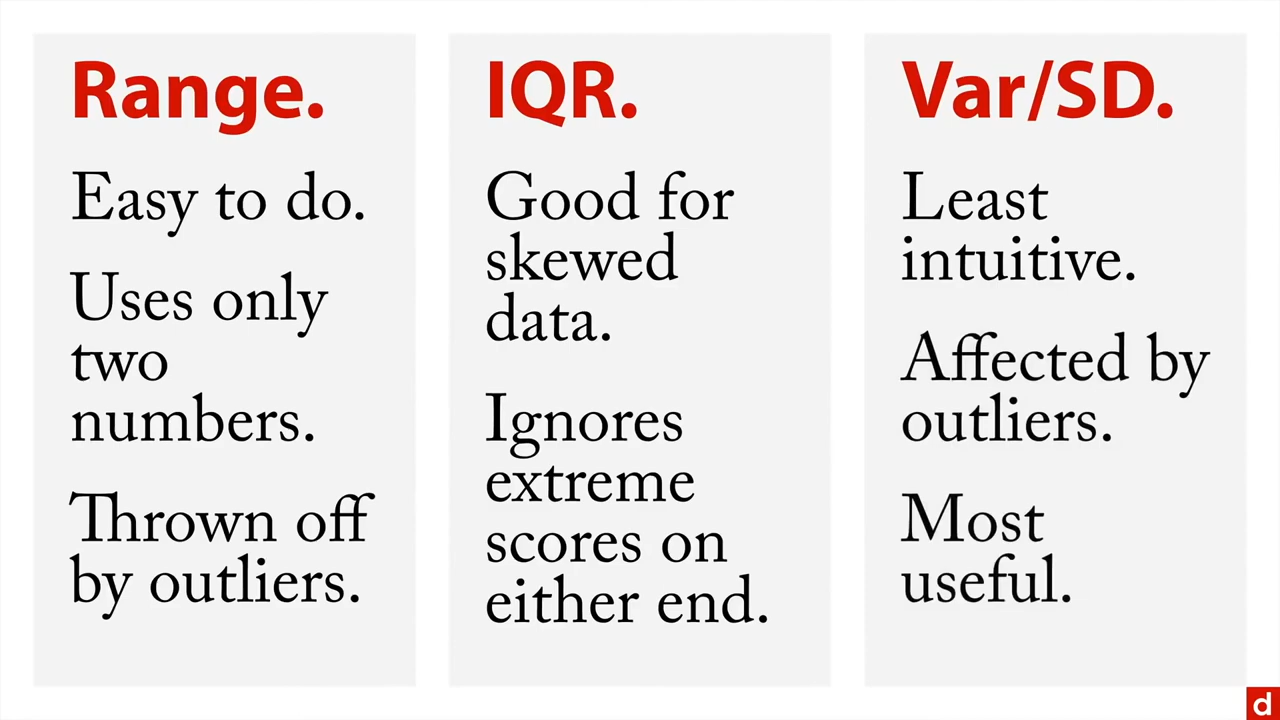 Range.
Easy to do.
Uses only
two
numbers.
Thrown off
by outliers.
IQR.
Good for
skewed
data.
Ignores
extreme
scores on
either end.
Var/SD.
Least
intuitive.
Affected by
outliers.
Most
useful.
d